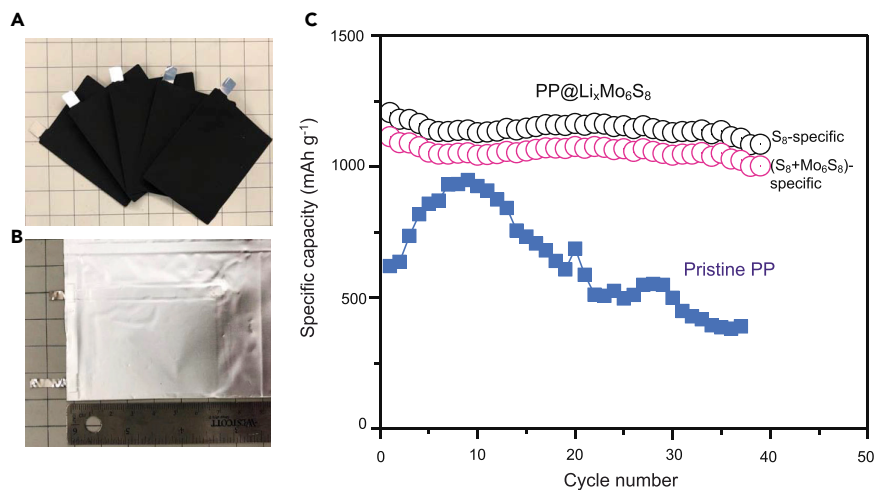 A
B
C
1500
1000
500
0
Specific capacity (mAh g⁻¹)
PP@LiₓMo₆S₈
S₈-specific
(S₈+Mo₆S₈)-
specific
Pristine PP
0
10
20
30
40
50
Cycle number
WESTCOTT